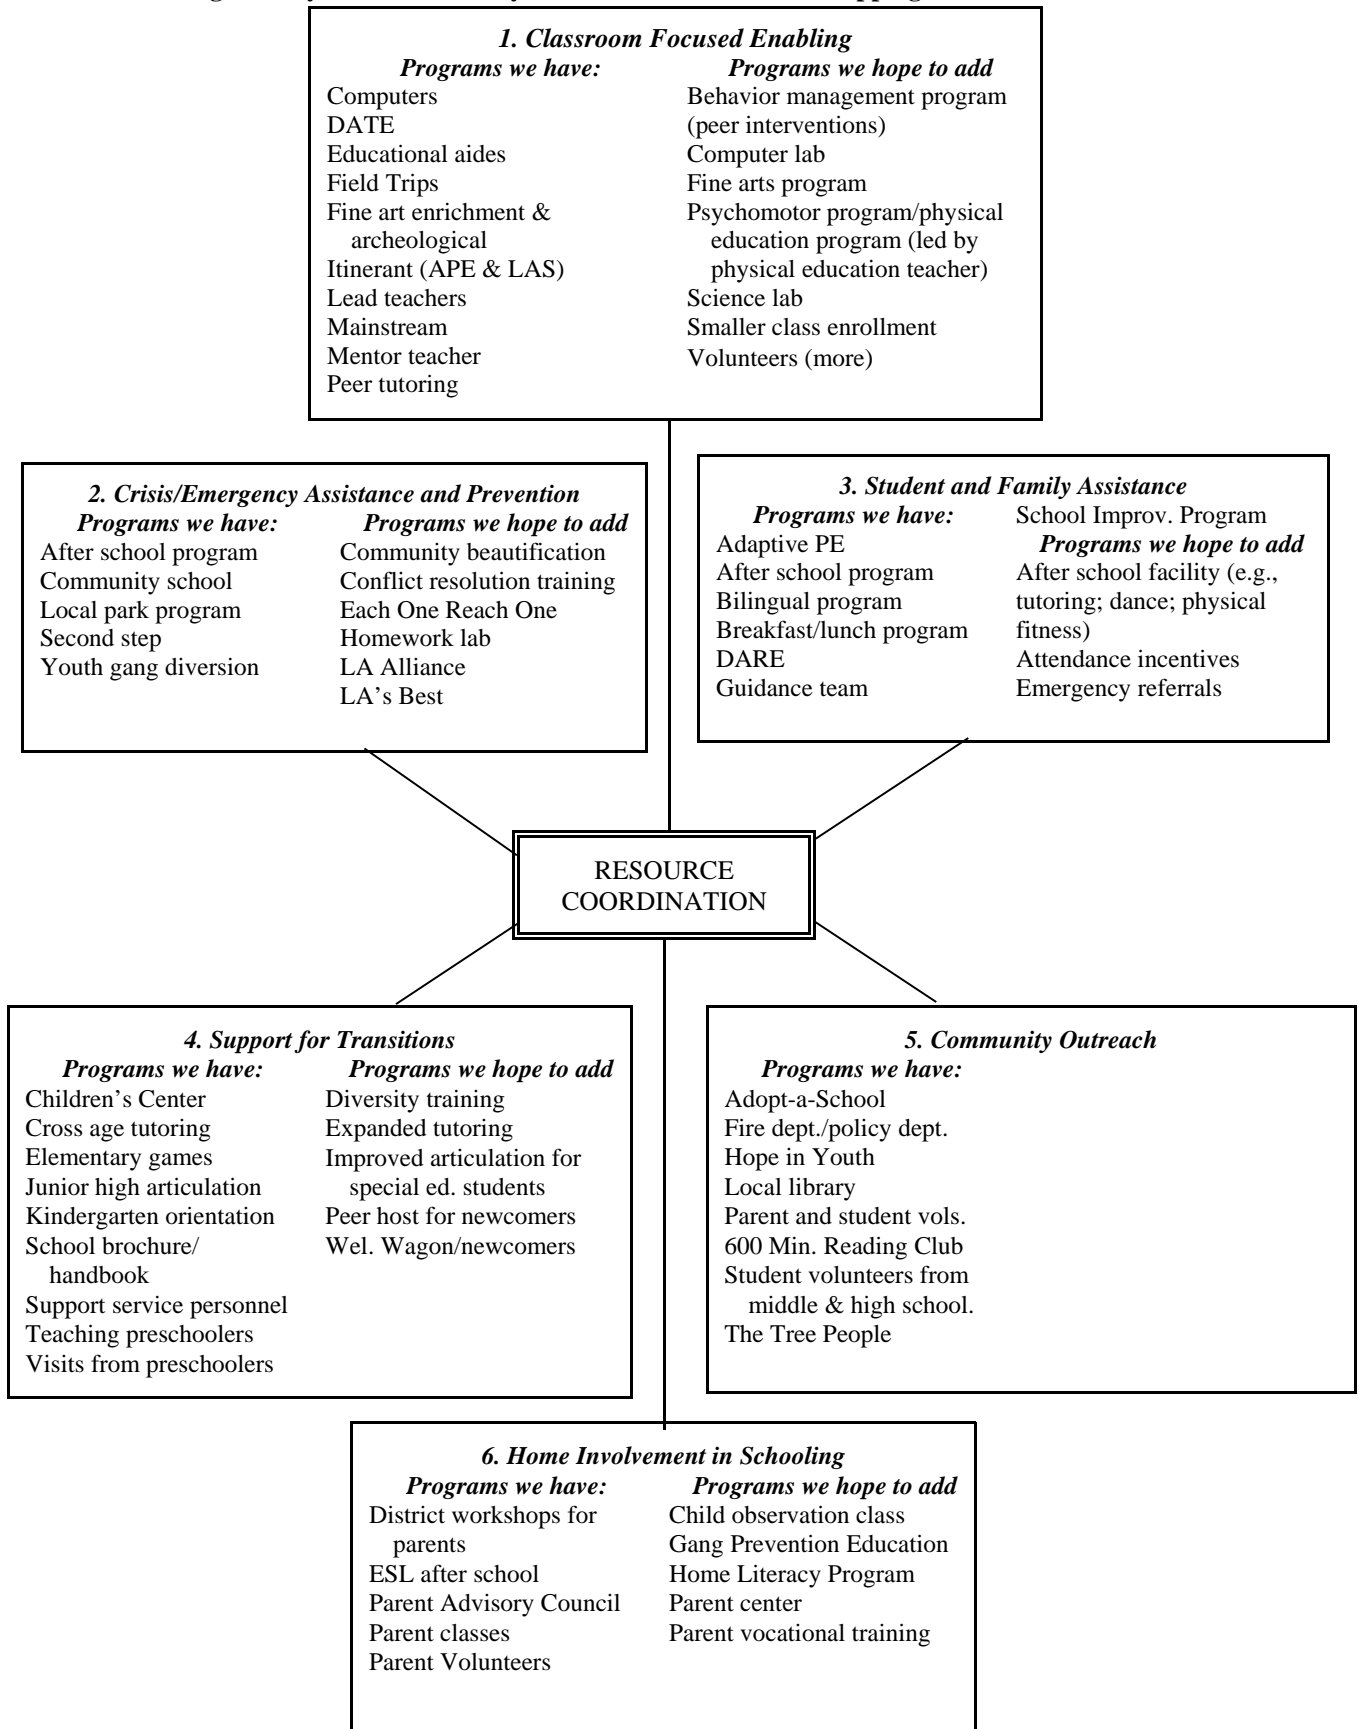 1. Classroom Focused Enabling
Programs we have:
Computers
DATE
Educational aides
Field Trips
Fine art enrichment &
archeological
Itinerant (APE & LAS)
Lead teachers
Mainstream
Mentor teacher
Peer tutoring
Programs we hope to add
Behavior management program
(peer interventions)
Computer lab
Fine arts program
Psychomotor program/physical
education program (led by
physical education teacher)
Science lab
Smaller class enrollment
Volunteers (more)
2. Crisis/Emergency Assistance and Prevention
Programs we have:
After school program
Community school
Local park program
Second step
Youth gang diversion
Programs we hope to add
Community beautification
Conflict resolution training
Each One Reach One
Homework lab
LA Alliance
LA’s Best
3. Student and Family Assistance
Programs we have:
Adaptive PE
After school program
Bilingual program
Breakfast/lunch program
DARE
Guidance team
School Improv. Program
Programs we hope to add
After school facility (e.g.,
tutoring; dance; physical
fitness)
Attendance incentives
Emergency referrals
RESOURCE
COORDINATION
4. Support for Transitions
Programs we have:
Children’s Center
Cross age tutoring
Elementary games
Junior high articulation
Kindergarten orientation
School brochure/
handbook
Support service personnel
Teaching preschoolers
Visits from preschoolers
Programs we hope to add
Diversity training
Expanded tutoring
Improved articulation for
special ed. students
Peer host for newcomers
Wel. Wagon/newcomers
5. Community Outreach
Programs we have:
Adopt-a-School
Fire dept./policy dept.
Hope in Youth
Local library
Parent and student vols.
600 Min. Reading Club
Student volunteers from
middle & high school.
The Tree People
6. Home Involvement in Schooling
Programs we have:
District workshops for
parents
ESL after school
Parent Advisory Council
Parent classes
Parent Volunteers
Programs we hope to add
Child observation class
Gang Prevention Education
Home Literacy Program
Parent center
Parent vocational training